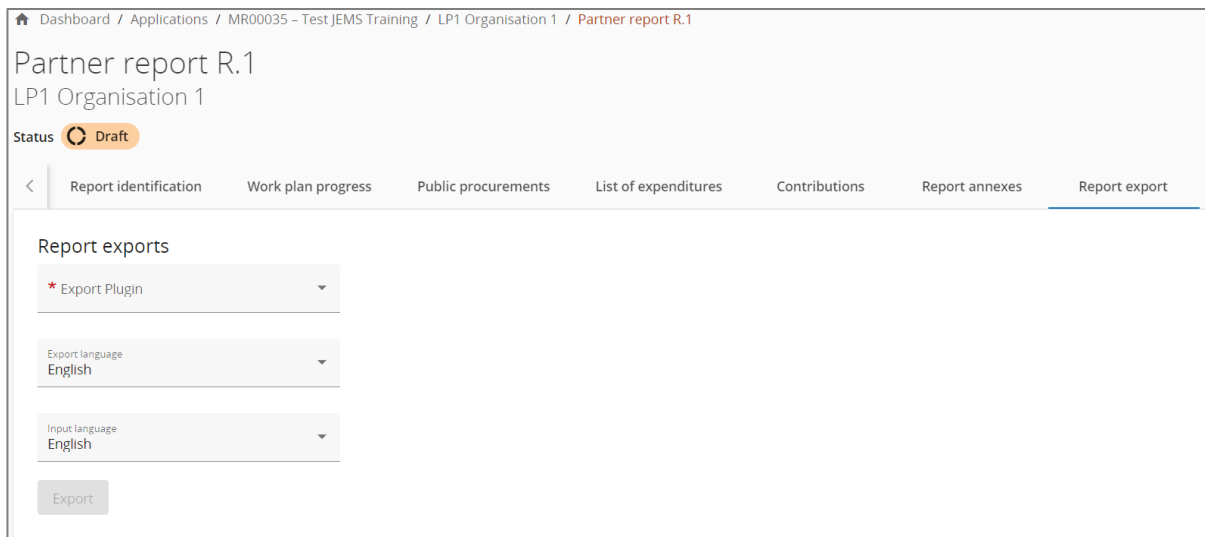 Dashboard / Applications / MR00035 – Test JEMS Training / LP1 Organisation 1 / Partner report R.1
Partner report R.1
LP1 Organisation 1
Status Draft
Report identification Work plan progress Public procurements List of expenditures Contributions Report annexes Report export
Report exports
* Export Plugin
Export language
English
Input language
English
Export